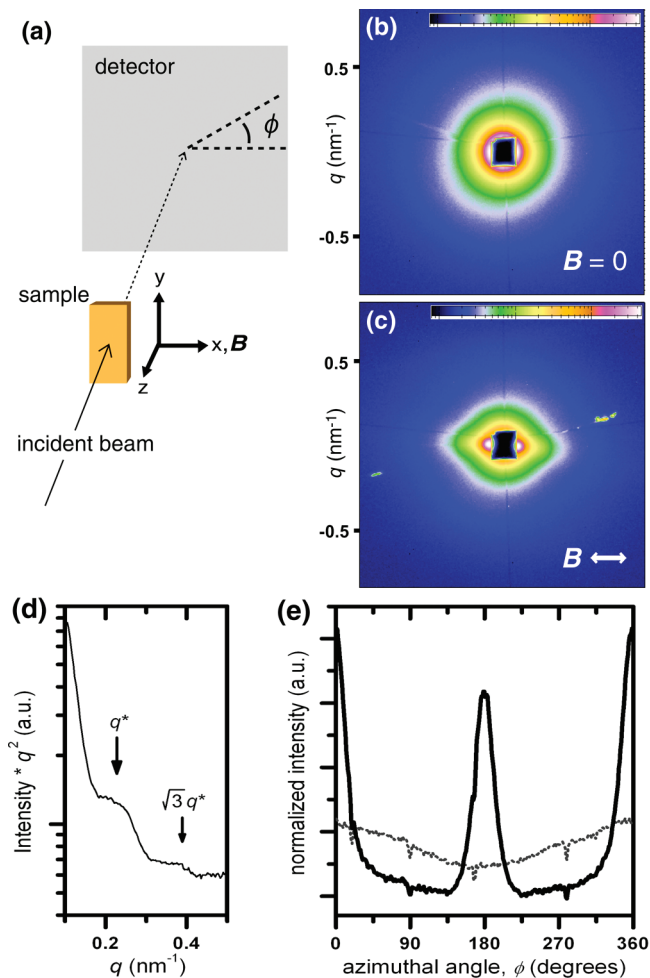 (a)
detector
ϕ
sample
y
x, B
z
incident beam
(b)
0.5
q (nm-1)
-0.5
B = 0
(c)
0.5
q (nm-1)
-0.5
B
(d)
Intensity * q2 (a.u.)
q*
√3 q*
0.2 0.4
q (nm-1)
(e)
normalized intensity (a.u.)
0 90 180 270 360
azimuthal angle, ϕ (degrees)